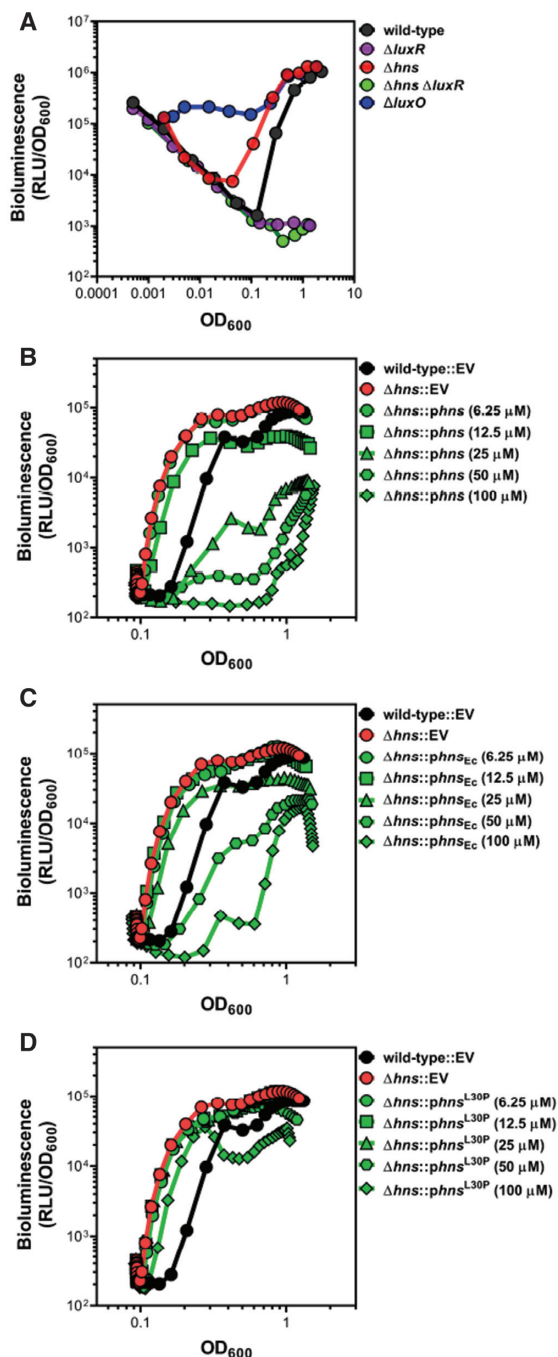 A
Bioluminescence
(RLU/OD600)
10⁷
10⁶
10⁵
10⁴
10³
10²
0.0001 0.001 0.01 0.1 1 10
OD600
wild-type
ΔluxR
Δhns
Δhns ΔluxR
ΔluxO
B
Bioluminescence
(RLU/OD600)
10⁵
10⁴
10³
10²
0.1 1
OD600
wild-type::EV
Δhns::EV
Δhns::phns (6.25 μM)
Δhns::phns (12.5 μM)
Δhns::phns (25 μM)
Δhns::phns (50 μM)
Δhns::phns (100 μM)
C
Bioluminescence
(RLU/OD600)
10⁵
10⁴
10³
10²
0.1 1
OD600
wild-type::EV
Δhns::EV
Δhns::phnsEc (6.25 μM)
Δhns::phnsEc (12.5 μM)
Δhns::phnsEc (25 μM)
Δhns::phnsEc (50 μM)
Δhns::phnsEc (100 μM)
D
Bioluminescence
(RLU/OD600)
10⁵
10⁴
10³
10²
0.1 1
OD600
wild-type::EV
Δhns::EV
Δhns::phnsL30P (6.25 μM)
Δhns::phnsL30P (12.5 μM)
Δhns::phnsL30P (25 μM)
Δhns::phnsL30P (50 μM)
Δhns::phnsL30P (100 μM)